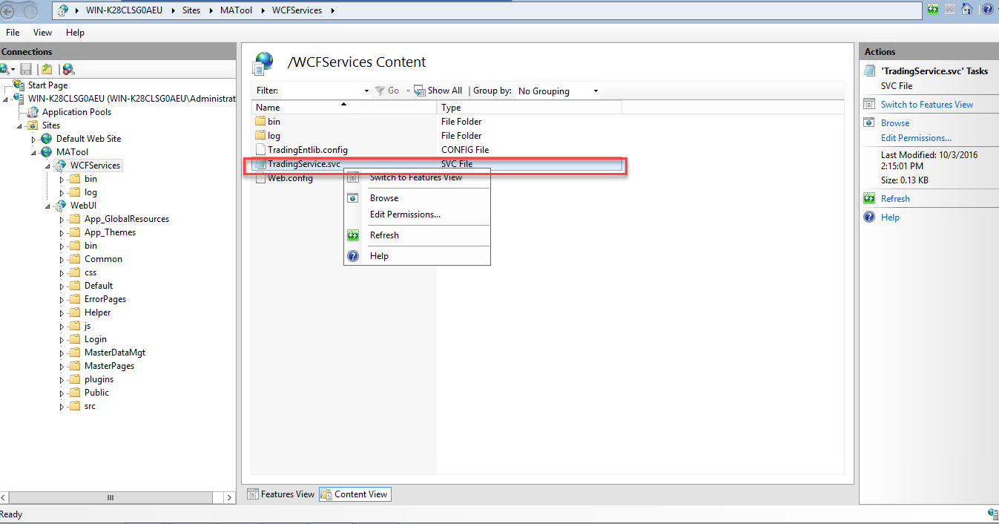 WIN-K28CLSG0AEU Sites MATool WCFServices
File View Help
Connections
Start Page
WIN-K28CLSG0AEU (WIN-K28CLSG0AEU\Administrat
Application Pools
Sites
Default Web Site
MATool
WCFServices
bin
log
WebUI
App_GlobalResources
App_Themes
bin
Common
css
Default
ErrorPages
Helper
js
Login
MasterDataMgt
MasterPages
plugins
Public
src
/WCFServices Content
Filter: Go Show All Group by: No Grouping
Name Type
bin File Folder
log File Folder
TradingEntlib.config CONFIG File
TradingService.svc SVC File
Web.config
Switch to Features View
Browse
Edit Permissions...
Refresh
Help
Features View Content View
Actions
'TradingService.svc' Tasks
SVC File
Switch to Features View
Browse
Edit Permissions...
Last Modified: 10/3/2016
2:15:01 PM
Size: 0.13 KB
Refresh
Help
Ready